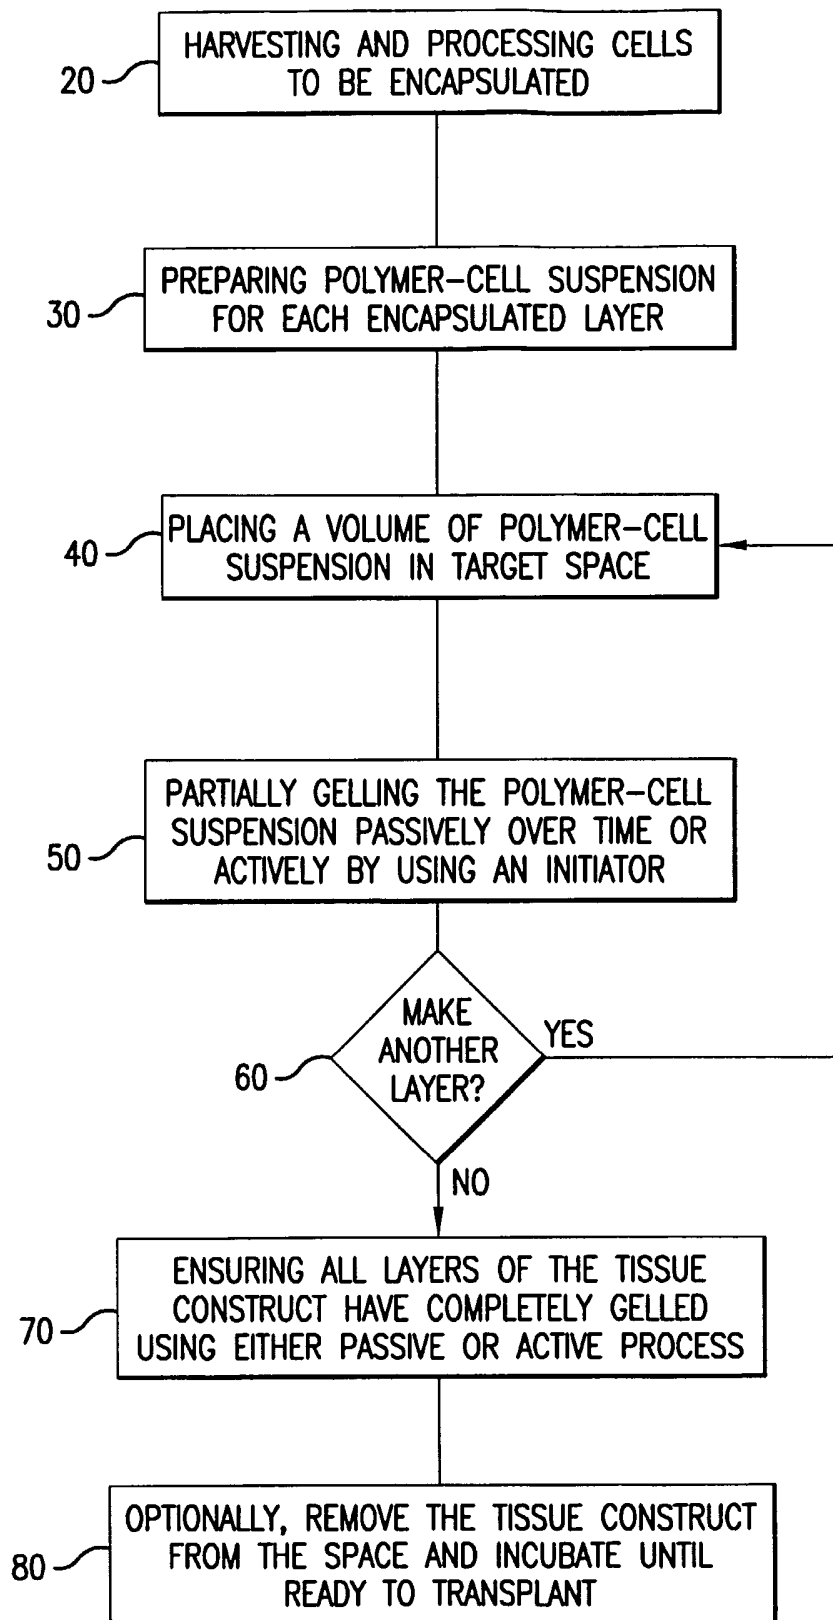 20
HARVESTING AND PROCESSING CELLS
TO BE ENCAPSULATED
30
PREPARING POLYMER-CELL SUSPENSION
FOR EACH ENCAPSULATED LAYER
40
PLACING A VOLUME OF POLYMER-CELL
SUSPENSION IN TARGET SPACE
50
PARTIALLY GELLING THE POLYMER-CELL
SUSPENSION PASSIVELY OVER TIME OR
ACTIVELY BY USING AN INITIATOR
60
MAKE
ANOTHER
LAYER?
YES
NO
70
ENSURING ALL LAYERS OF THE TISSUE
CONSTRUCT HAVE COMPLETELY GELLED
USING EITHER PASSIVE OR ACTIVE PROCESS
80
OPTIONALLY, REMOVE THE TISSUE CONSTRUCT
FROM THE SPACE AND INCUBATE UNTIL
READY TO TRANSPLANT